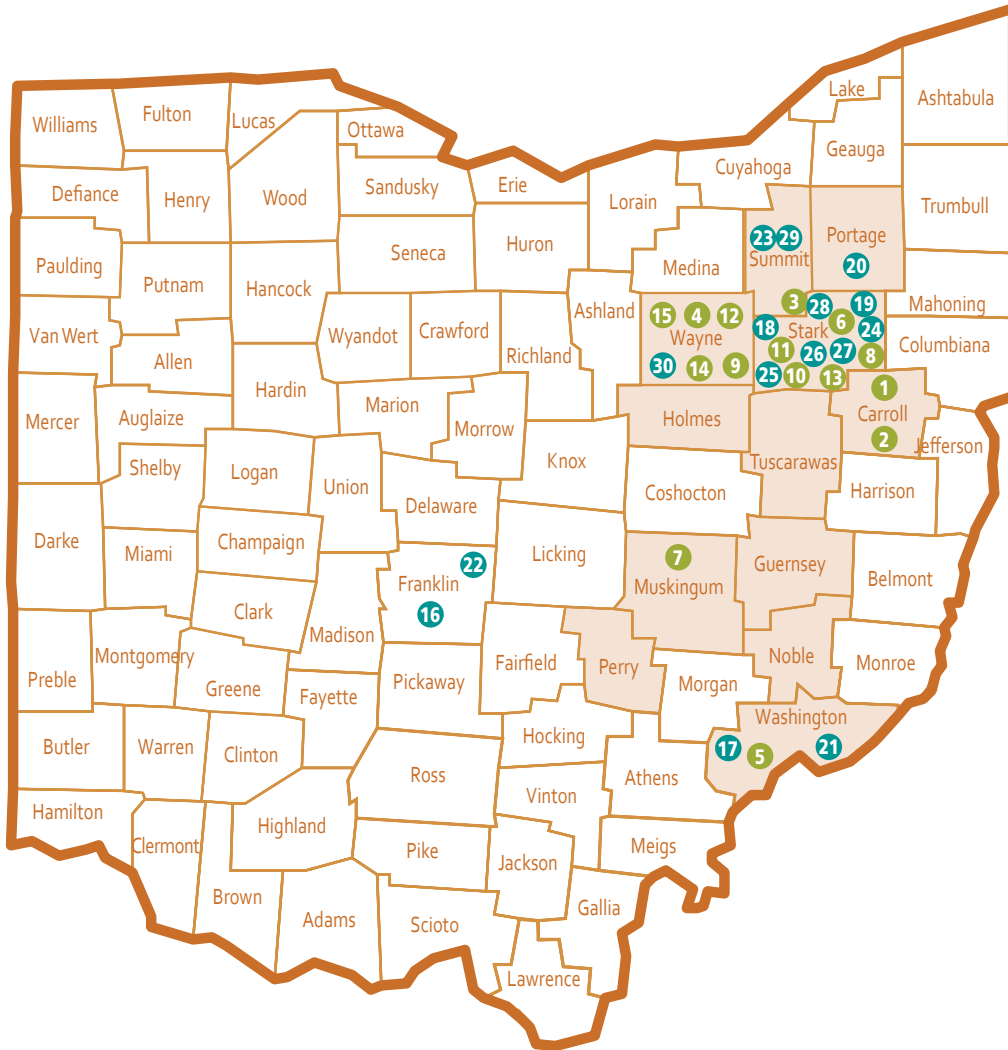 Williams
Fulton
Lucas
Ottawa
Lake
Ashtabula
Geauga
Cuyahoga
Defiance
Henry
Wood
Sandusky
Erie
Lorain
Trumbull
23 29
Summit
Portage
20
Paulding
Putnam
Hancock
Seneca
Huron
Medina
Ashland
15 4 12
Wayne
30 14 9
3 28 19
18 Stark 6 24
11 26 27 8
25 10 13
Mahoning
Columbiana
Van Wert
Allen
Wyandot
Crawford
Richland
Hardin
Marion
Morrow
Mercer
Auglaize
Holmes
Tuscarawas
1
Carroll
2
Jefferson
Shelby
Logan
Union
Delaware
Knox
Coshocton
Harrison
Darke
Miami
Champaign
Clark
Madison
22
Franklin
16
Licking
7
Muskingum
Guernsey
Belmont
Preble
Montgomery
Greene
Fayette
Pickaway
Fairfield
Perry
Morgan
Noble
Monroe
Butler
Warren
Clinton
Ross
Hocking
Athens
Washington
17 5 21
Hamilton
Clermont
Highland
Pike
Vinton
Jackson
Meigs
Brown
Adams
Scioto
Gallia
Lawrence